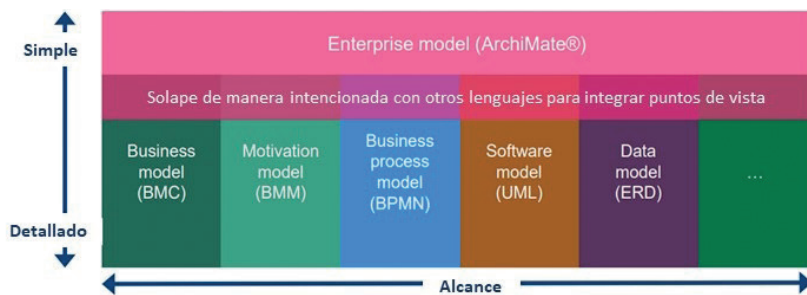 Simple
Enterprise model (ArchiMate®)
Solape de manera intencionada con otros lenguajes para integrar puntos de vista
Business
model
(BMC)
Motivation
model
(BMM)
Business
process
model
(BPMN)
Software
model
(UML)
Data
model
(ERD)
...
Detallado
Alcance